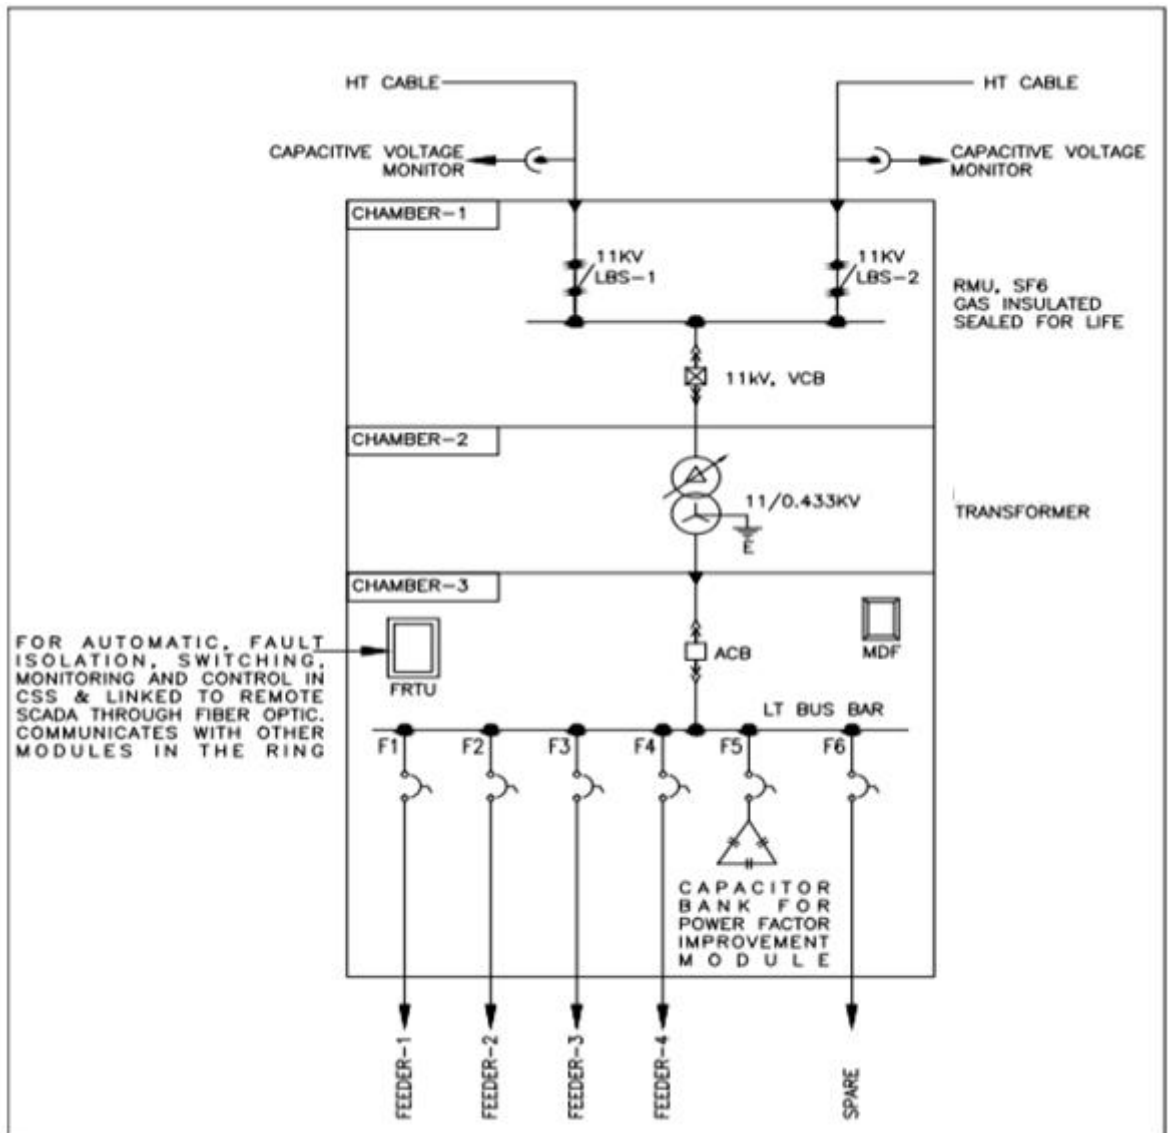 HT CABLE
HT CABLE
CAPACITIVE VOLTAGE
MONITOR
CAPACITIVE VOLTAGE
MONITOR
CHAMBER-1
11KV
LBS-1
11KV
LBS-2
RMU, SF6
GAS INSULATED
SEALED FOR LIFE
11kV, VCB
CHAMBER-2
11/0.433KV
E
TRANSFORMER
CHAMBER-3
FOR AUTOMATIC, FAULT
ISOLATION, SWITCHING,
MONITORING AND CONTROL IN
CSS & LINKED TO REMOTE
SCADA THROUGH FIBER OPTIC.
COMMUNICATES WITH OTHER
MODULES IN THE RING
FRTU
ACB
MDF
LT BUS BAR
F1
F2
F3
F4
F5
F6
CAPACITOR
BANK FOR
POWER FACTOR
IMPROVEMENT
MODULE
FEEDER-1
FEEDER-2
FEEDER-3
FEEDER-4
SPARE